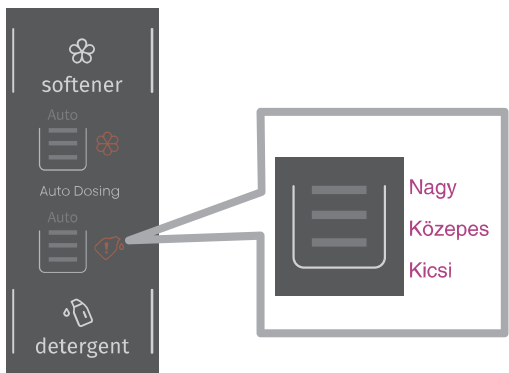 softener
Auto
Auto Dosing
Auto
detergent
Nagy
Közepes
Kicsi